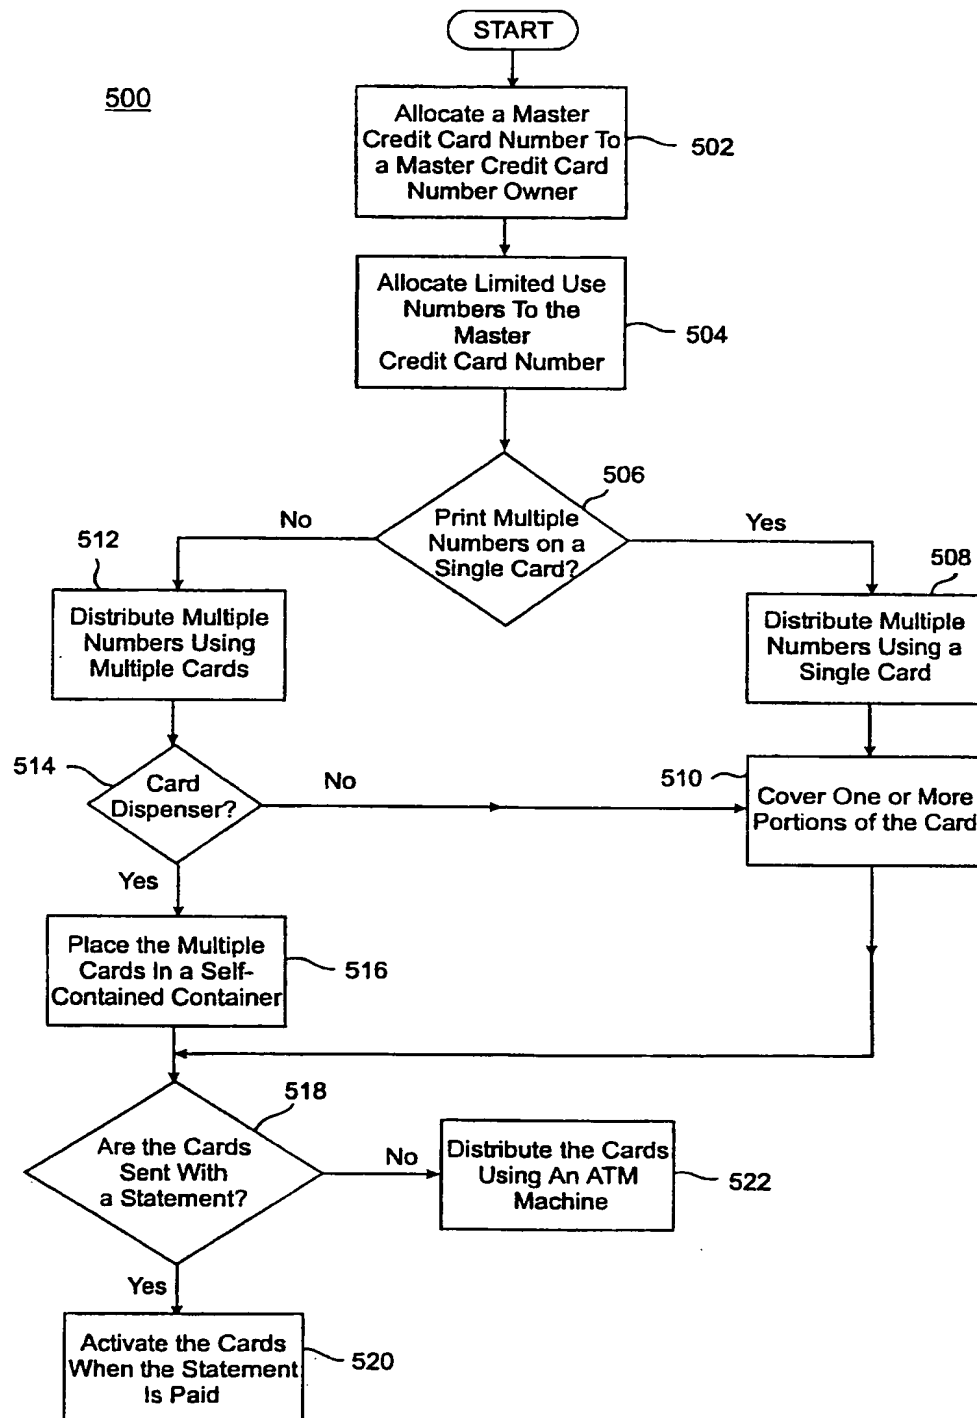 START
500
Allocate a Master
Credit Card Number To
a Master Credit Card
Number Owner
502
Allocate Limited Use
Numbers To the
Master
Credit Card Number
504
506
Print Multiple
Numbers on a
Single Card?
No
Yes
512
508
Distribute Multiple
Numbers Using
Multiple Cards
Distribute Multiple
Numbers Using a
Single Card
514
Card
Dispenser?
No
510
Cover One or More
Portions of the Card
Yes
Place the Multiple
Cards In a Self-
Contained Container
516
518
Are the Cards
Sent With
a Statement?
No
Distribute the Cards
Using An ATM
Machine
522
Yes
Activate the Cards
When the Statement
Is Paid
520